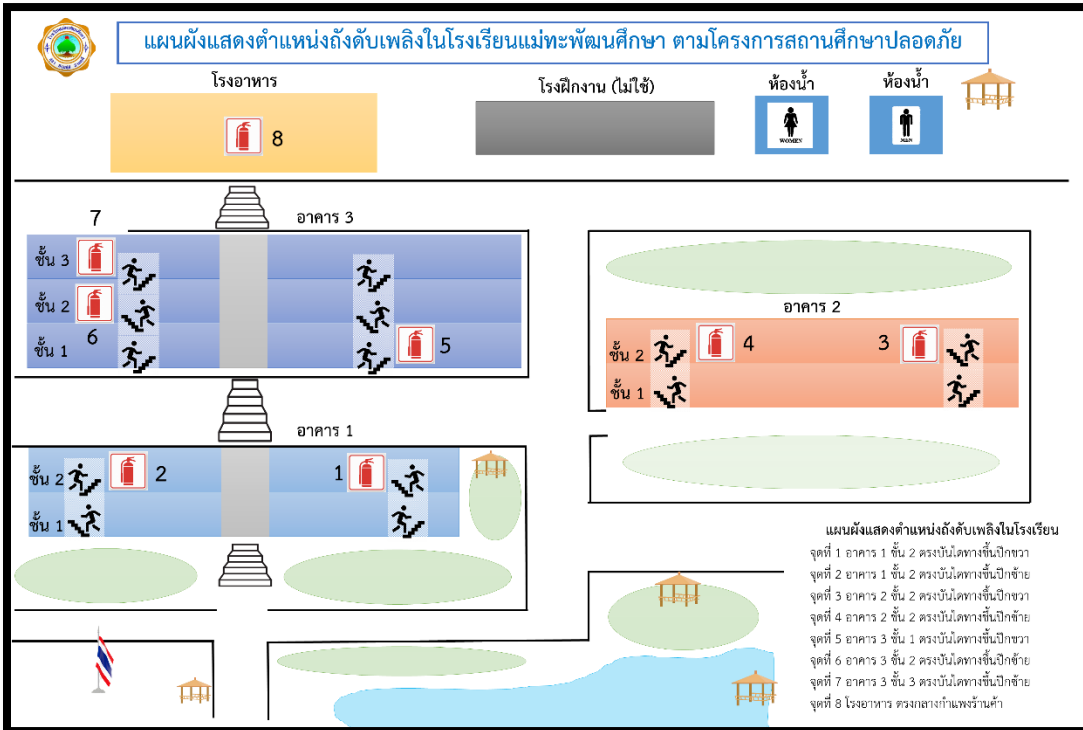 แผนผังแสดงตำแหน่งถังดับเพลิงในโรงเรียนแม่ทะพัฒนศึกษา ตามโครงการสถานศึกษาปลอดภัย
โรงอาหาร
โรงฝึกงาน (ไม่ใช้)
ห้องน้ำ
ห้องน้ำ
8
WOMEN
MEN
7
อาคาร 3
ชั้น 3
ชั้น 2
6
ชั้น 1
5
อาคาร 2
4
3
ชั้น 2
ชั้น 1
อาคาร 1
ชั้น 2
2
1
ชั้น 1
แผนผังแสดงตำแหน่งถังดับเพลิงในโรงเรียน
จุดที่ 1 อาคาร 1 ชั้น 2 ตรงบันไดทางขึ้นปีกขวา
จุดที่ 2 อาคาร 1 ชั้น 2 ตรงบันไดทางขึ้นปีกซ้าย
จุดที่ 3 อาคาร 2 ชั้น 2 ตรงบันไดทางขึ้นปีกขวา
จุดที่ 4 อาคาร 2 ชั้น 2 ตรงบันไดทางขึ้นปีกซ้าย
จุดที่ 5 อาคาร 3 ชั้น 1 ตรงบันไดทางขึ้นปีกขวา
จุดที่ 6 อาคาร 3 ชั้น 2 ตรงบันไดทางขึ้นปีกซ้าย
จุดที่ 7 อาคาร 3 ชั้น 3 ตรงบันไดทางขึ้นปีกซ้าย
จุดที่ 8 โรงอาหาร ตรงกลางกำแพงร้านค้า